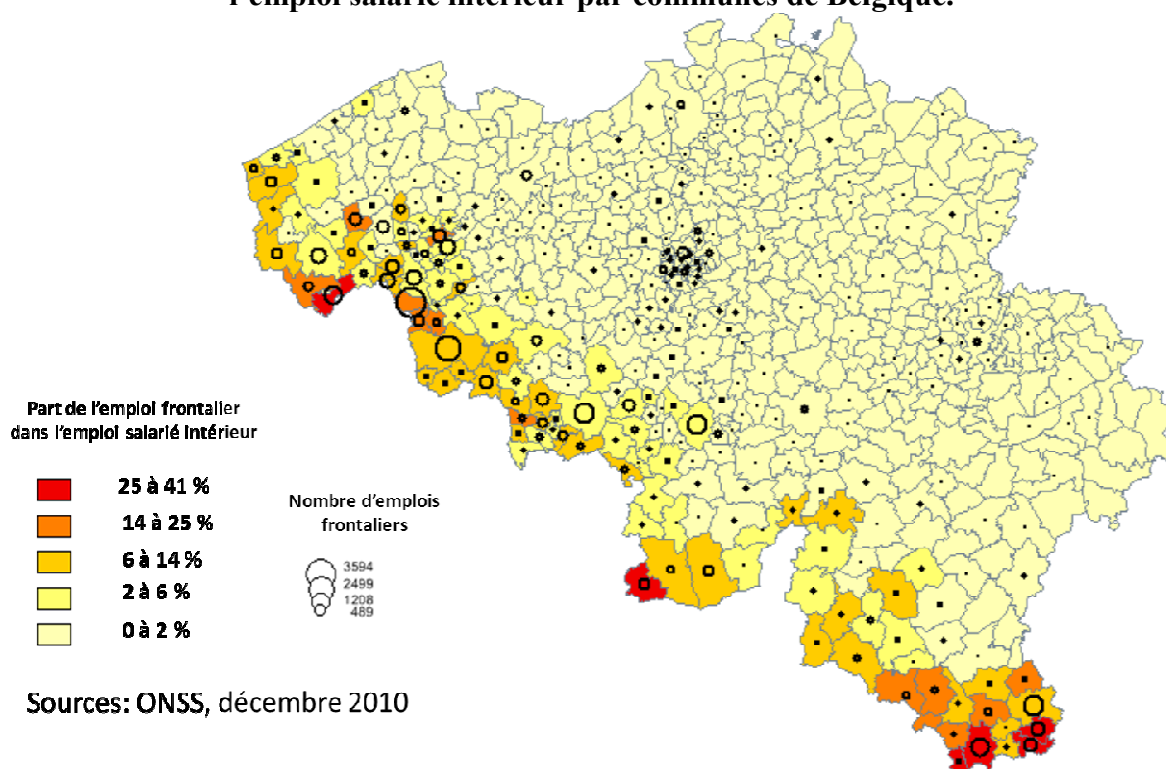 l'emploi salarié intérieur par communes de Belgique.
Part de l'emploi frontalier
dans l'emploi salarié intérieur
25 à 41 %
14 à 25 %
6 à 14 %
2 à 6 %
0 à 2 %
Nombre d'emplois
frontaliers
3594
2499
1208
489
Sources: ONSS, décembre 2010